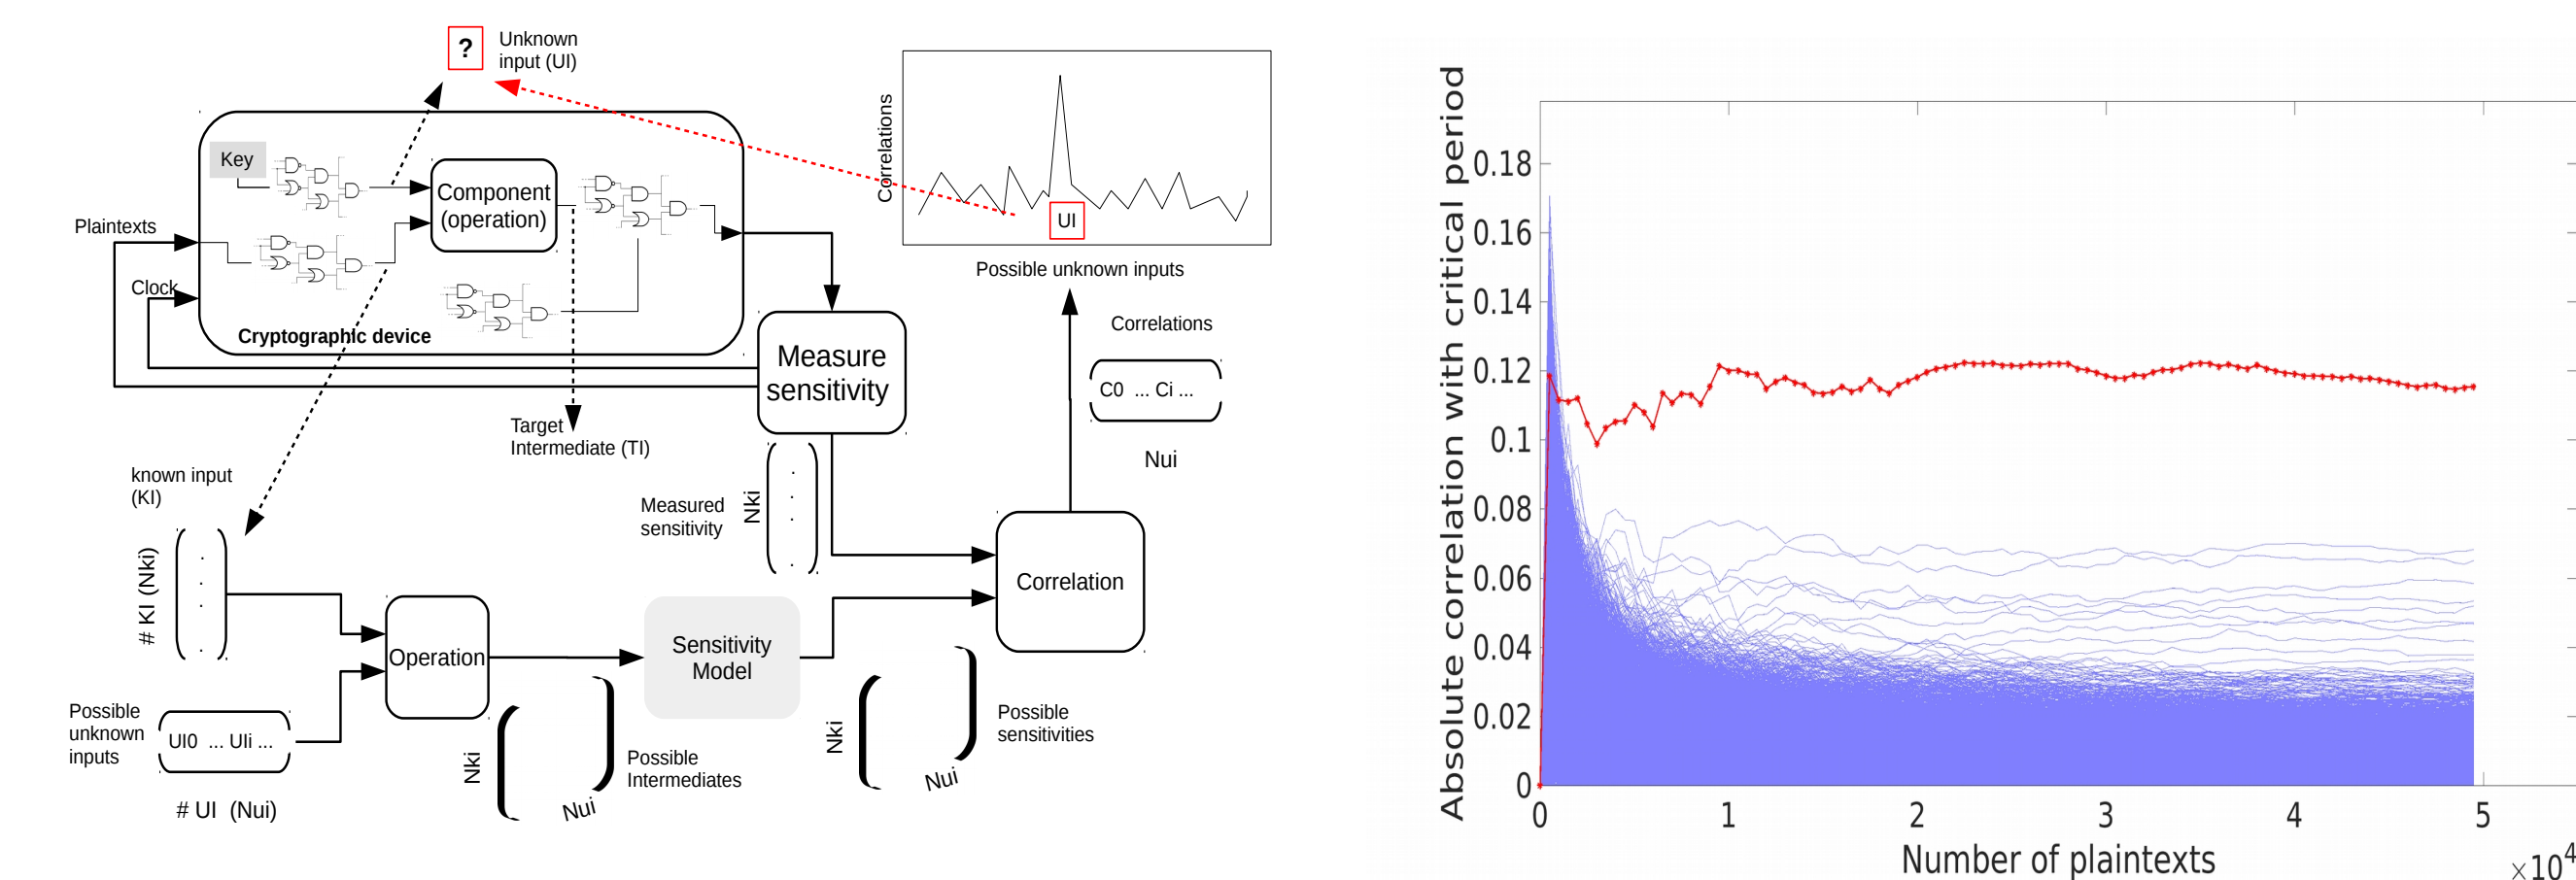 ?
Unknown
input (UI)
Key
Component
(operation)
Plaintexts
Clock
Cryptographic device
Target
Intermediate (TI)
known input
(KI)
# KI (Nki)
.
.
.
.
Possible
unknown
inputs
UI0 ... UIi ...
# UI (Nui)
Operation
Nki
Nui
Possible
Intermediates
Sensitivity
Model
Nki
Nui
Possible
sensitivities
Measure
sensitivity
Measured
sensitivity
Nki
.
.
.
.
Correlation
Correlations
C0 ... Ci ...
Nui
Correlations
UI
Possible unknown inputs
Absolute correlation with critical period
0.18
0.16
0.14
0.12
0.1
0.08
0.06
0.04
0.02
0
0 1 2 3 4 5
×10⁴
Number of plaintexts